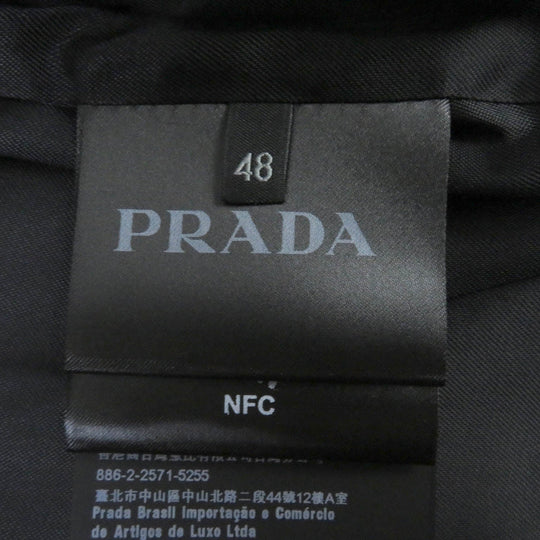 48
PRADA
NFC
886-2-2571-5255
臺北市中山區中山北路二段44號12樓A室
Prada Brasil Importação e Comércio
de Artigos de Luxo Ltda